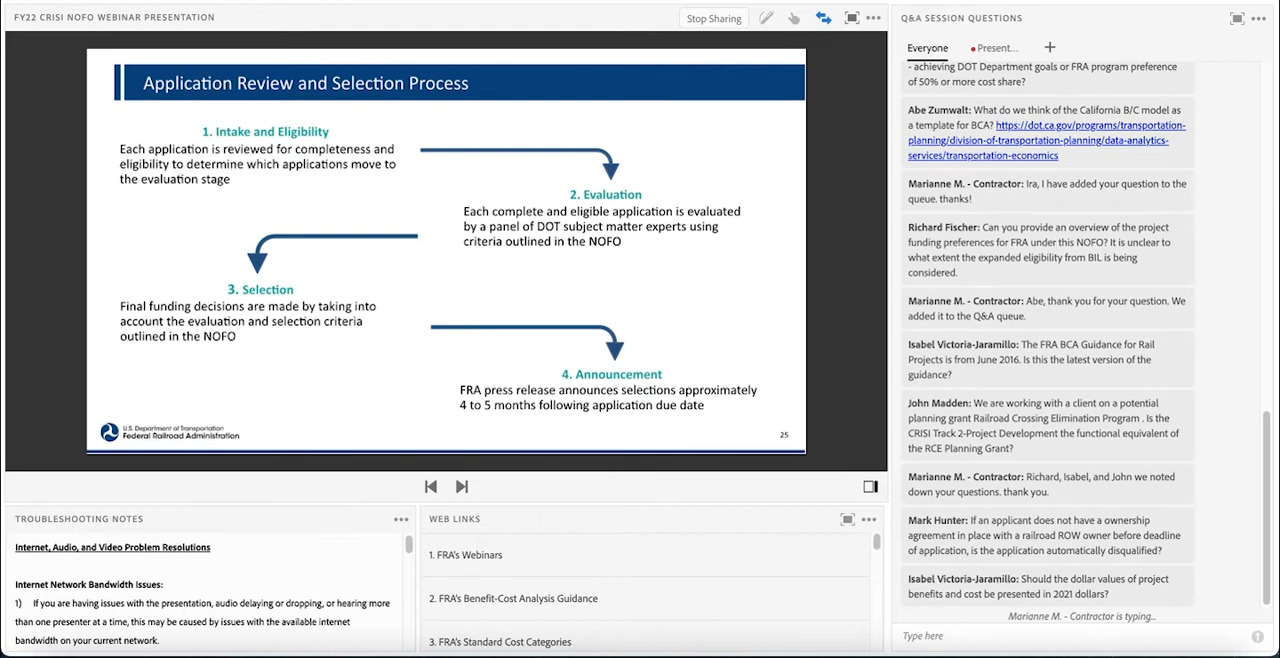 FY22 CRISI NOFO WEBINAR PRESENTATION
Stop Sharing
Application Review and Selection Process
1. Intake and Eligibility
Each application is reviewed for completeness and
eligibility to determine which applications move to
the evaluation stage
2. Evaluation
Each complete and eligible application is evaluated
by a panel of DOT subject matter experts using
criteria outlined in the NOFO
3. Selection
Final funding decisions are made by taking into
account the evaluation and selection criteria
outlined in the NOFO
4. Announcement
FRA press release announces selections approximately
4 to 5 months following application due date
U.S. Department of Transportation
Federal Railroad Administration
25
TROUBLESHOOTING NOTES
Internet, Audio, and Video Problem Resolutions
Internet Network Bandwidth Issues:
1) If you are having issues with the presentation, audio delaying or dropping, or hearing more
than one presenter at a time, this may be caused by issues with the available internet
bandwidth on your current network.
WEB LINKS
1. FRA's Webinars
2. FRA's Benefit-Cost Analysis Guidance
3. FRA's Standard Cost Categories
Q&A SESSION QUESTIONS
Everyone
Present...
- achieving DOT Department goals or FRA program preference
of 50% or more cost share?
Abe Zumwalt: What do we think of the California B/C model as
a template for BCA? https://dot.ca.gov/programs/transportation-
planning/division-of-transportation-planning/data-analytics-
services/transportation-economics
Marianne M. - Contractor: Ira, I have added your question to the
queue. thanks!
Richard Fischer: Can you provide an overview of the project
funding preferences for FRA under this NOFO? It is unclear to
what extent the expanded eligibility from BIL is being
considered.
Marianne M. - Contractor: Abe, thank you for your question. We
added it to the Q&A queue.
Isabel Victoria-Jaramillo: The FRA BCA Guidance for Rail
Projects is from June 2016. Is this the latest version of the
guidance?
John Madden: We are working with a client on a potential
planning grant Railroad Crossing Elimination Program . Is the
CRISI Track 2-Project Development the functional equivalent of
the RCE Planning Grant?
Marianne M. - Contractor: Richard, Isabel, and John we noted
down your questions. thank you.
Mark Hunter: If an applicant does not have a ownership
agreement in place with a railroad ROW owner before deadline
of application, is the application automatically disqualified?
Isabel Victoria-Jaramillo: Should the dollar values of project
benefits and cost be presented in 2021 dollars?
Marianne M. - Contractor is typing...
Type here